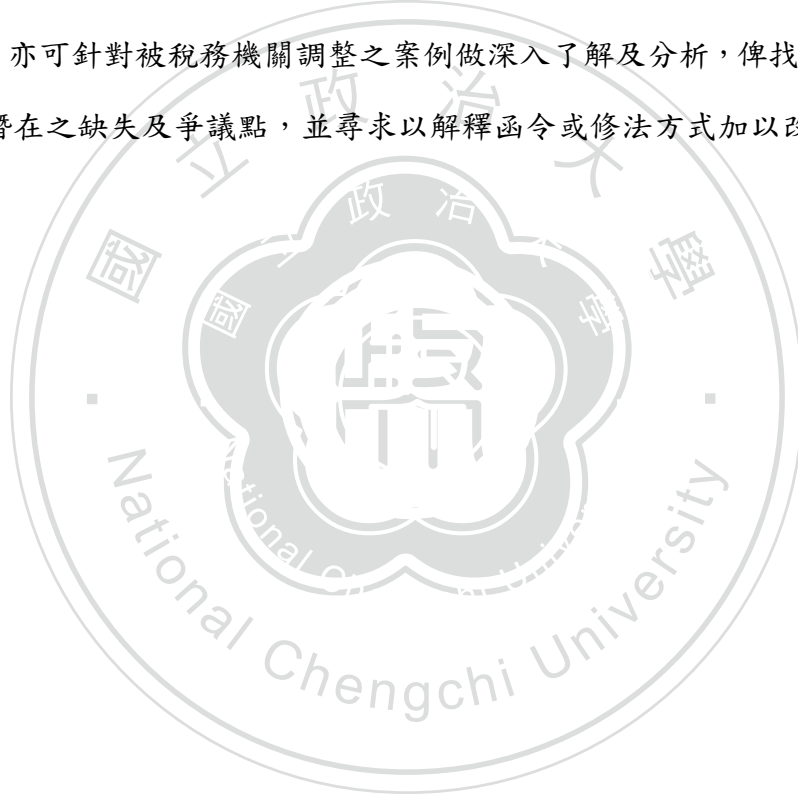 亦可針對被稅務機關調整之案例做深入了解及分析，俾找
潛在之缺失及爭議點，並尋求以解釋函令或修法方式加以改
國立政治大學
National Chengchi University